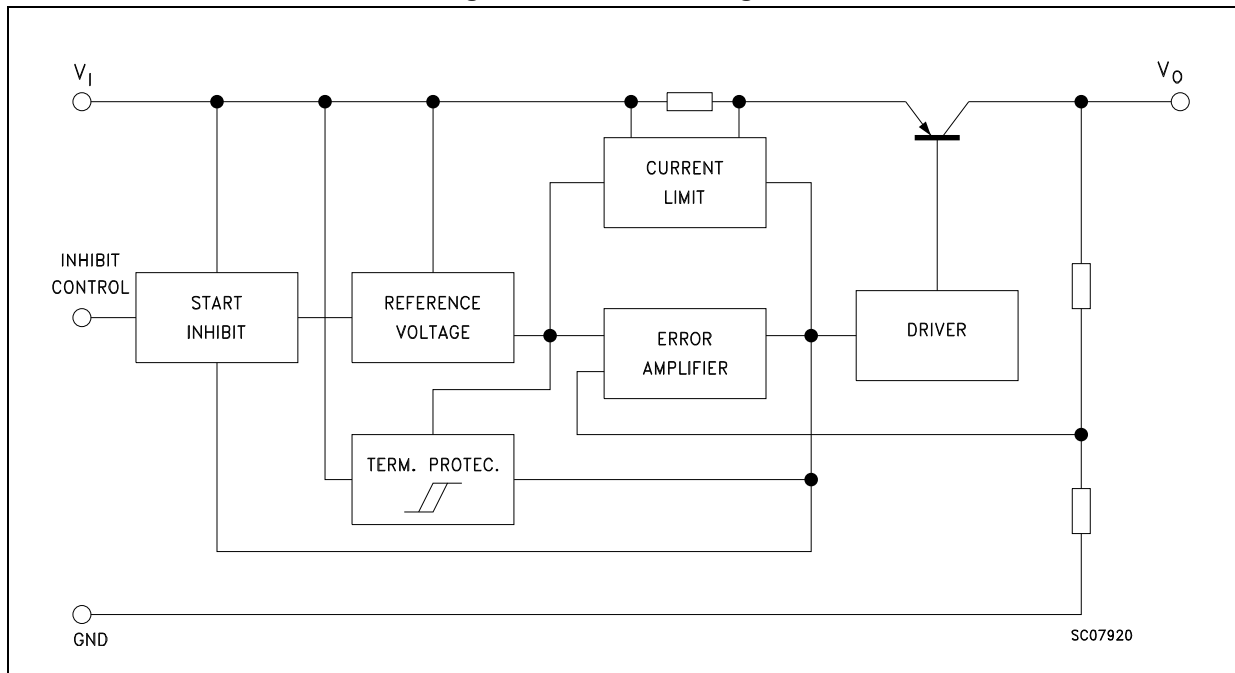 V_I
V_O
CURRENT
LIMIT
INHIBIT
CONTROL
START
INHIBIT
REFERENCE
VOLTAGE
ERROR
AMPLIFIER
DRIVER
TERM. PROTEC.
GND
SC07920